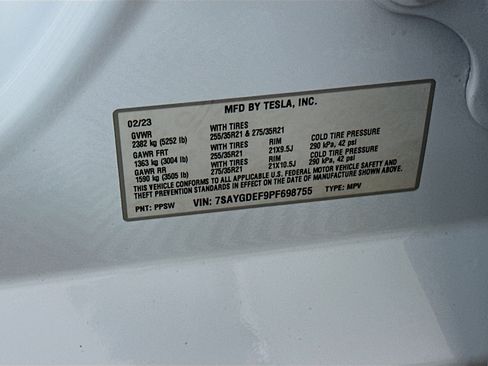 MFD BY TESLA, INC.
02/23
GVWR WITH TIRES COLD TIRE PRESSURE
2382 kg (5252 lb) 255/35R21 & 275/35R21
GAWR FRT WITH TIRES RIM 290 kPa, 42 psi
1363 kg (3004 lb) 255/35R21 21X9.5J COLD TIRE PRESSURE
GAWR RR WITH TIRES RIM 290 kPa, 42 psi
1590 kg (3505 lb) 275/35R21 21X10.5J
THIS VEHICLE CONFORMS TO ALL APPLICABLE U.S. FEDERAL MOTOR VEHICLE SAFETY AND
THEFT PREVENTION STANDARDS IN EFFECT ON THE DATE OF MANUFACTURE SHOWN ABOVE.
PNT: PPSW VIN: 7SAYGDEF9PF698755 TYPE: MPV